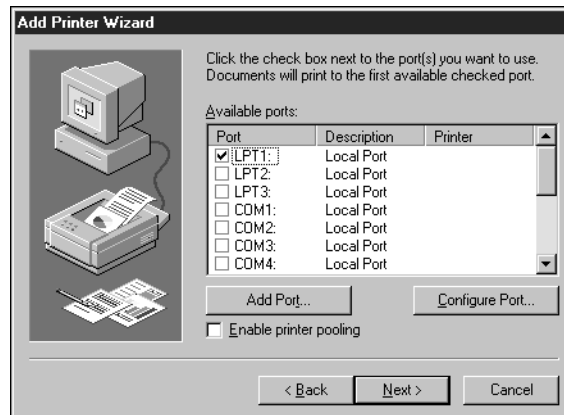 Add Printer Wizard
Click the check box next to the port(s) you want to use.
Documents will print to the first available checked port.
Available ports:
Port Description Printer
LPT1: Local Port
LPT2: Local Port
LPT3: Local Port
COM1: Local Port
COM2: Local Port
COM3: Local Port
COM4: Local Port
Add Port... Configure Port...
Enable printer pooling
< Back Next > Cancel